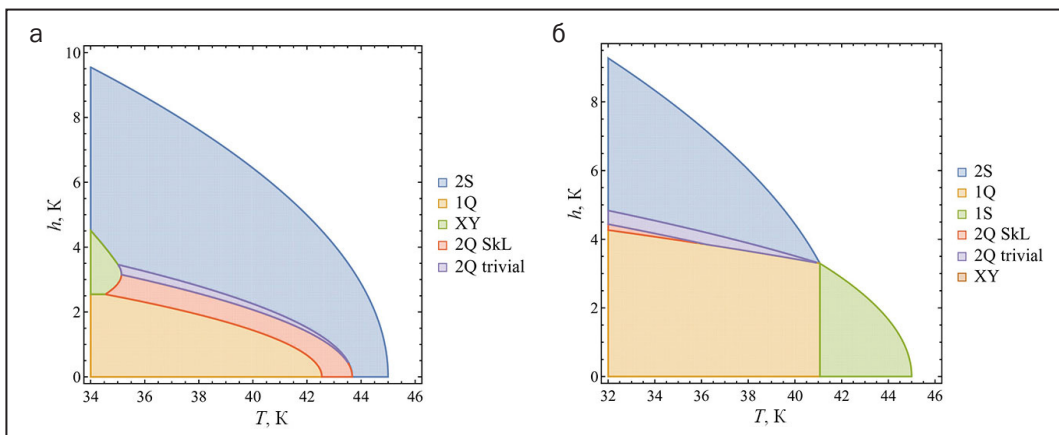 а
10
8
6
4
2
0
h, К
34 36 38 40 42 44 46
T, К
2S
1Q
XY
2Q SkL
2Q trivial
б
8
6
4
2
0
h, К
32 34 36 38 40 42 44 46
T, К
2S
1Q
1S
2Q SkL
2Q trivial
XY